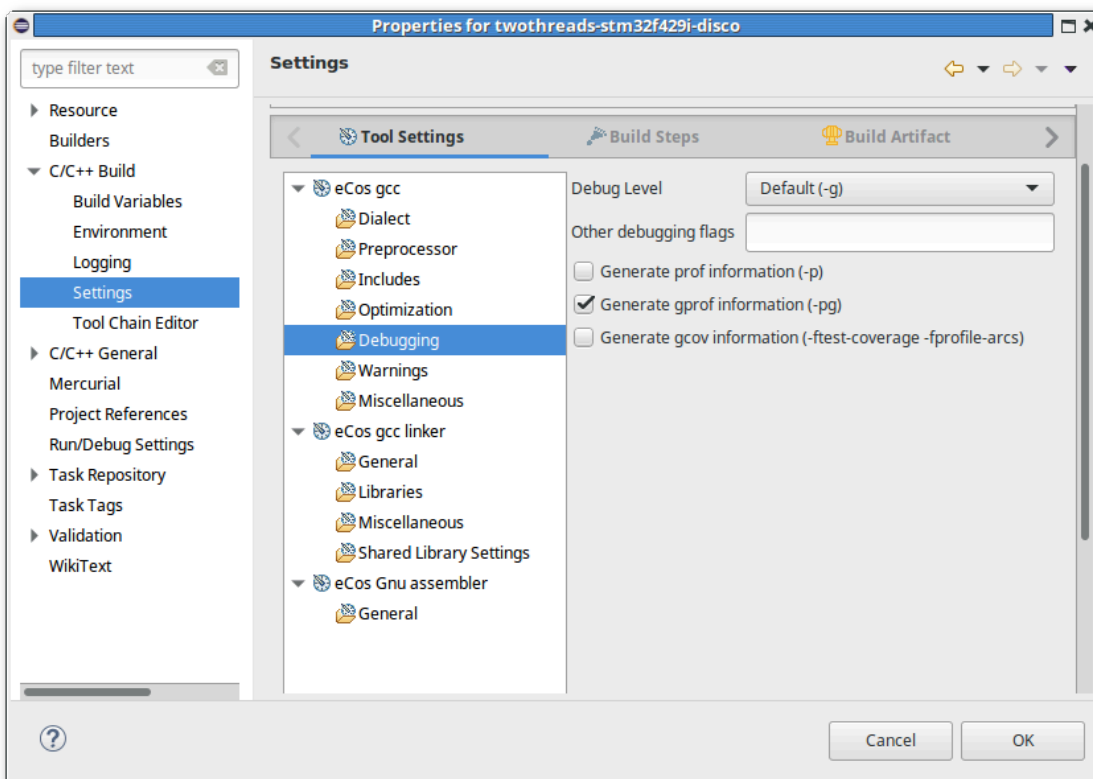 Properties for twothreads-stm32f429i-disco
type filter text
Resource
Builders
C/C++ Build
Build Variables
Environment
Logging
Settings
Tool Chain Editor
C/C++ General
Mercurial
Project References
Run/Debug Settings
Task Repository
Task Tags
Validation
WikiText
Settings
Tool Settings
Build Steps
Build Artifact
eCos gcc
Dialect
Preprocessor
Includes
Optimization
Debugging
Warnings
Miscellaneous
eCos gcc linker
General
Libraries
Miscellaneous
Shared Library Settings
eCos Gnu assembler
General
Debug Level
Default (-g)
Other debugging flags
Generate prof information (-p)
Generate gprof information (-pg)
Generate gcov information (-ftest-coverage -fprofile-arcs)
?
Cancel
OK